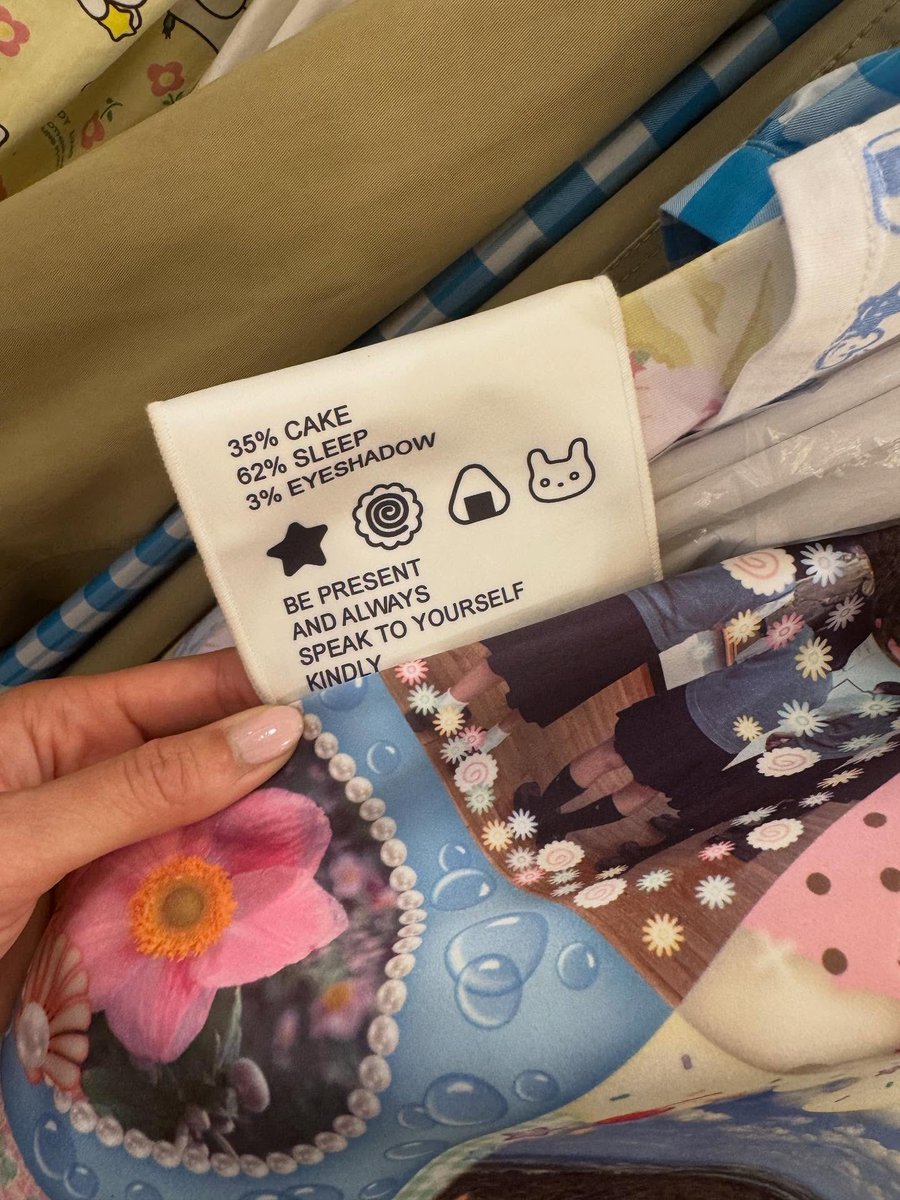 35% CAKE
62% SLEEP
3% EYESHADOW
BE PRESENT
AND ALWAYS
SPEAK TO YOURSELF
KINDLY